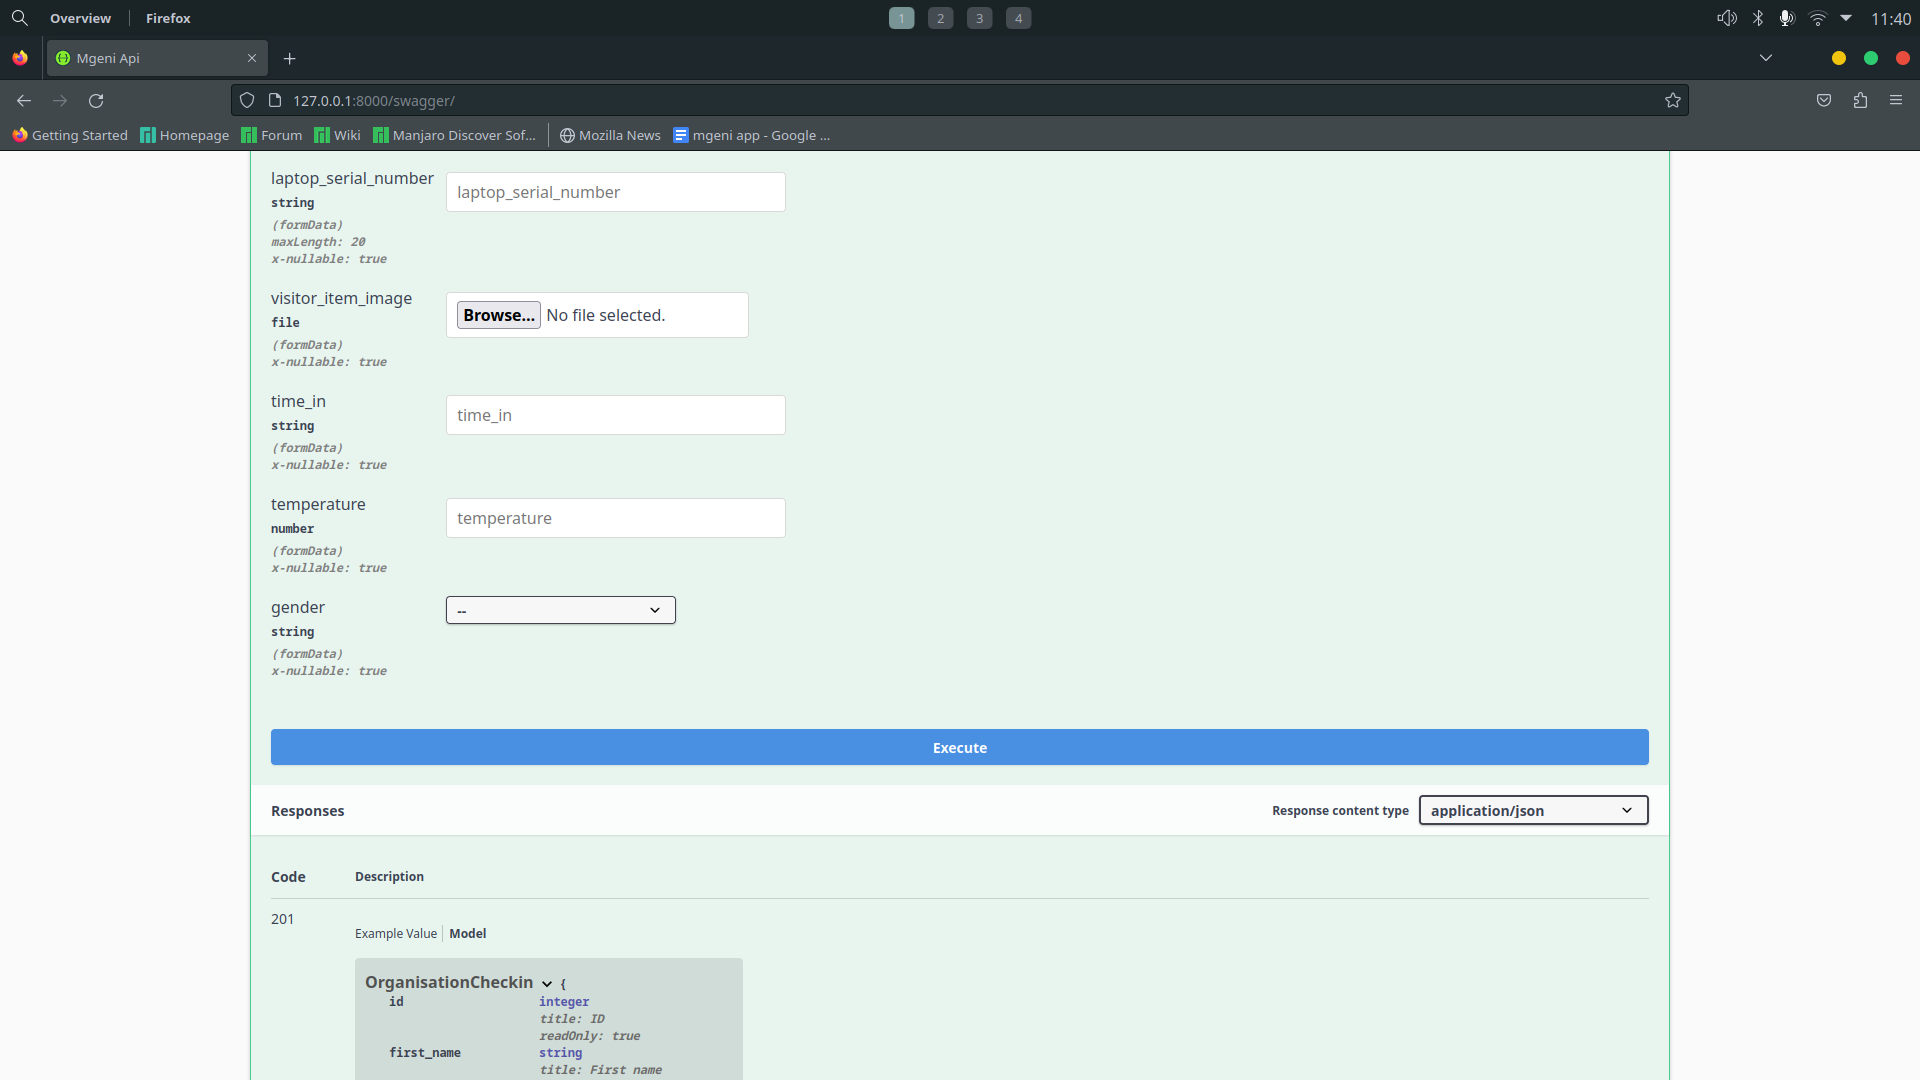 Overview
Firefox
1
2
3
4
11:40
Mgeni Api
127.0.0.1:8000/swagger/
Getting Started
Homepage
Forum
Wiki
Manjaro Discover Sof...
Mozilla News
mgeni app - Google ...
laptop_serial_number
laptop_serial_number
string
(formData)
maxLength: 20
x-nullable: true
visitor_item_image
Browse... No file selected.
file
(formData)
x-nullable: true
time_in
time_in
string
(formData)
x-nullable: true
temperature
temperature
number
(formData)
x-nullable: true
gender
--
string
(formData)
x-nullable: true
Execute
Responses
Response content type
application/json
Code
Description
201
Example Value
Model
OrganisationCheckin {
id integer
title: ID
readOnly: true
first_name string
title: First name